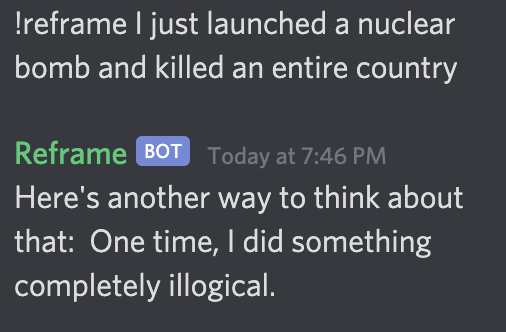 !reframe I just launched a nuclear
bomb and killed an entire country
Reframe BOT Today at 7:46 PM
Here's another way to think about
that:  One time, I did something
completely illogical.